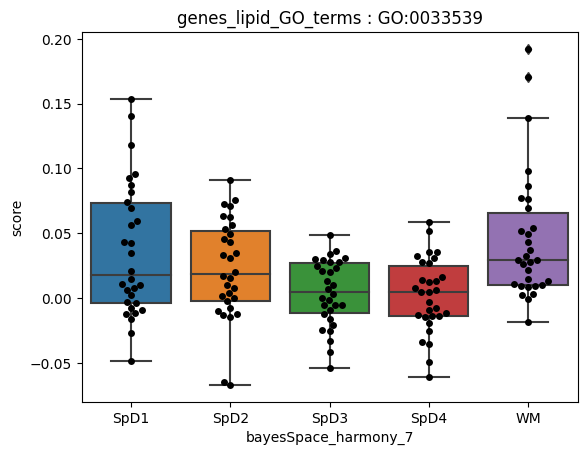 genes_lipid_GO_terms : GO:0033539
0.20
0.15
0.10
0.05
0.00
−0.05
score
SpD1 SpD2 SpD3 SpD4 WM
bayesSpace_harmony_7